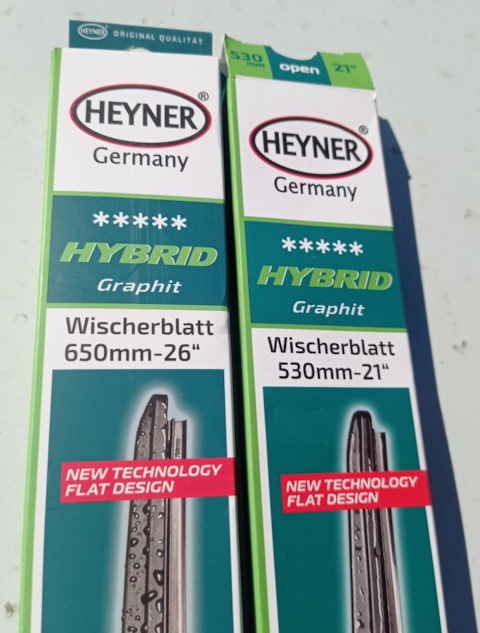 HEYNER ORIGINAL QUALITÄT
HEYNER®
Germany
*****
HYBRID
Graphit
Wischerblatt
650mm-26“
NEW TECHNOLOGY
FLAT DESIGN
530 mm open 21"
HEYNER®
Germany
*****
HYBRID
Graphit
Wischerblatt
530mm-21“
NEW TECHNOLOGY
FLAT DESIGN